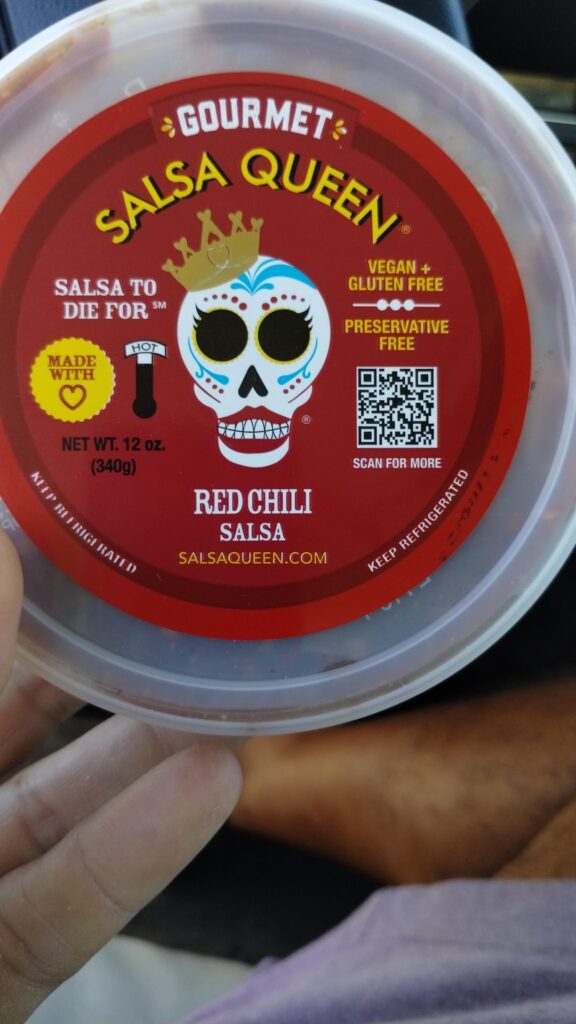 GOURMET
SALSA QUEEN®
SALSA TO
DIE FOR℠
VEGAN +
GLUTEN FREE
PRESERVATIVE
FREE
MADE
WITH
HOT
NET WT. 12 oz.
(340g)
®
SCAN FOR MORE
RED CHILI
SALSA
SALSAQUEEN.COM
KEEP REFRIGERATED
KEEP REFRIGERATED